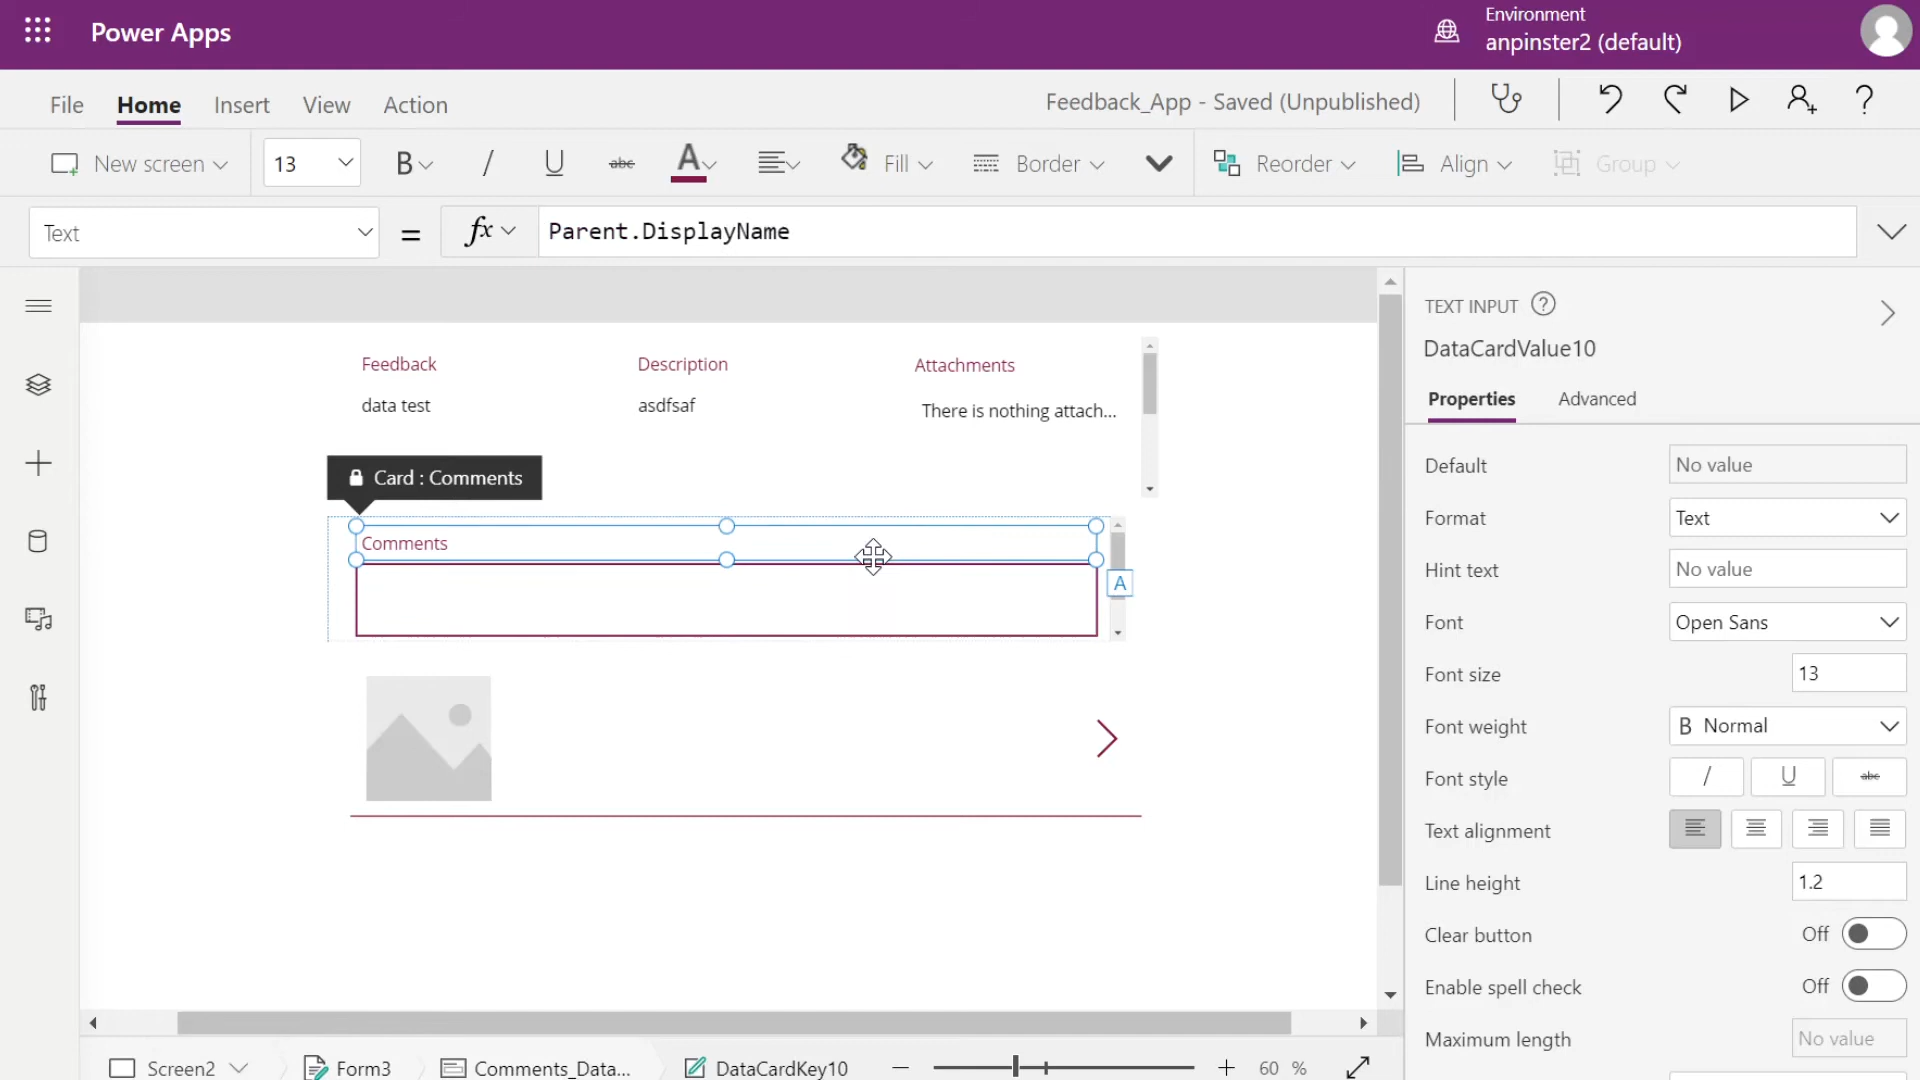 Power Apps
Environment
anpinster2 (default)
File Home Insert View Action
Feedback_App - Saved (Unpublished)
New screen
13
B
/
U
abc
A
Fill
Border
Reorder
Align
Group
Text
=
fx
Parent.DisplayName
Feedback
Description
Attachments
data test
asdfsaf
There is nothing attach...
Card : Comments
Comments
A
TEXT INPUT
DataCardValue10
Properties Advanced
Default No value
Format Text
Hint text No value
Font Open Sans
Font size 13
Font weight B Normal
Font style / U abc
Text alignment
Line height 1.2
Clear button Off
Enable spell check Off
Maximum length No value
Screen2 Form3 Comments_Data... DataCardKey10 60 %